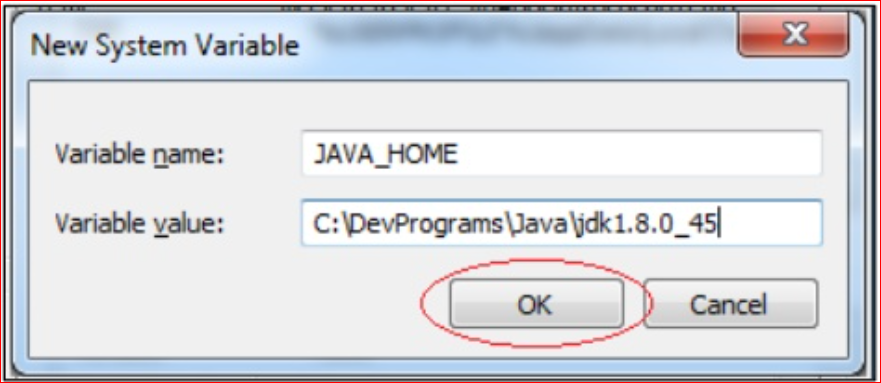 New System Variable
Variable name: JAVA_HOME
Variable value: C:\DevPrograms\Java\jdk1.8.0_45
OK Cancel